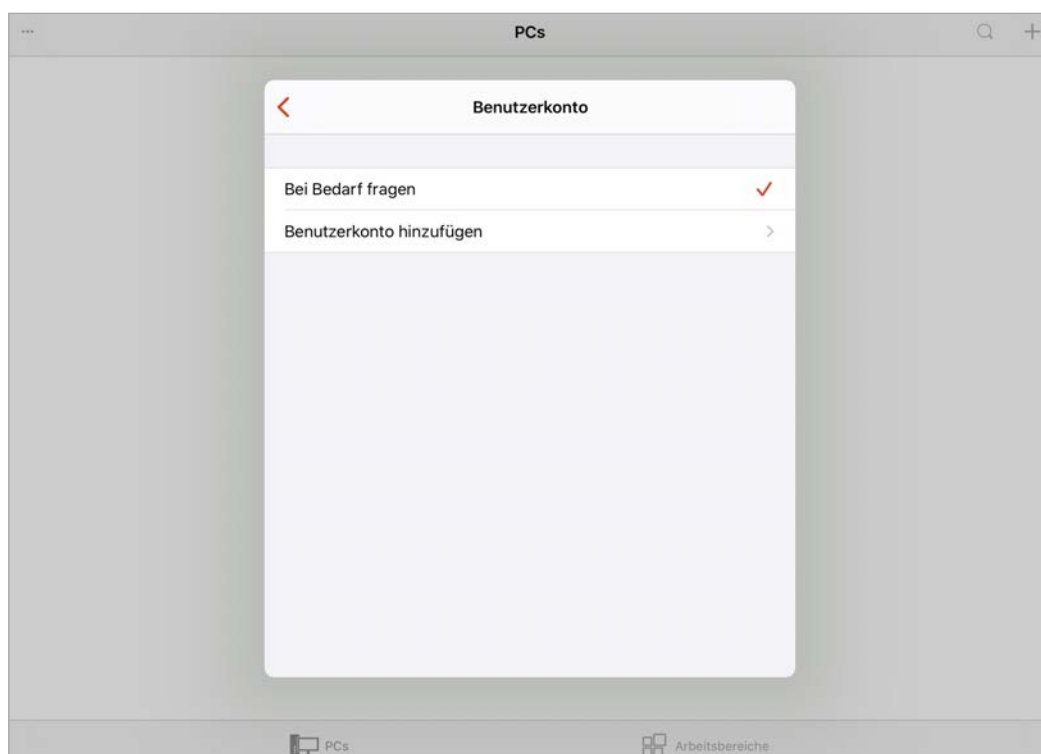 PCs
Benutzerkonto
Bei Bedarf fragen
Benutzerkonto hinzufügen
PCs
Arbeitsbereiche